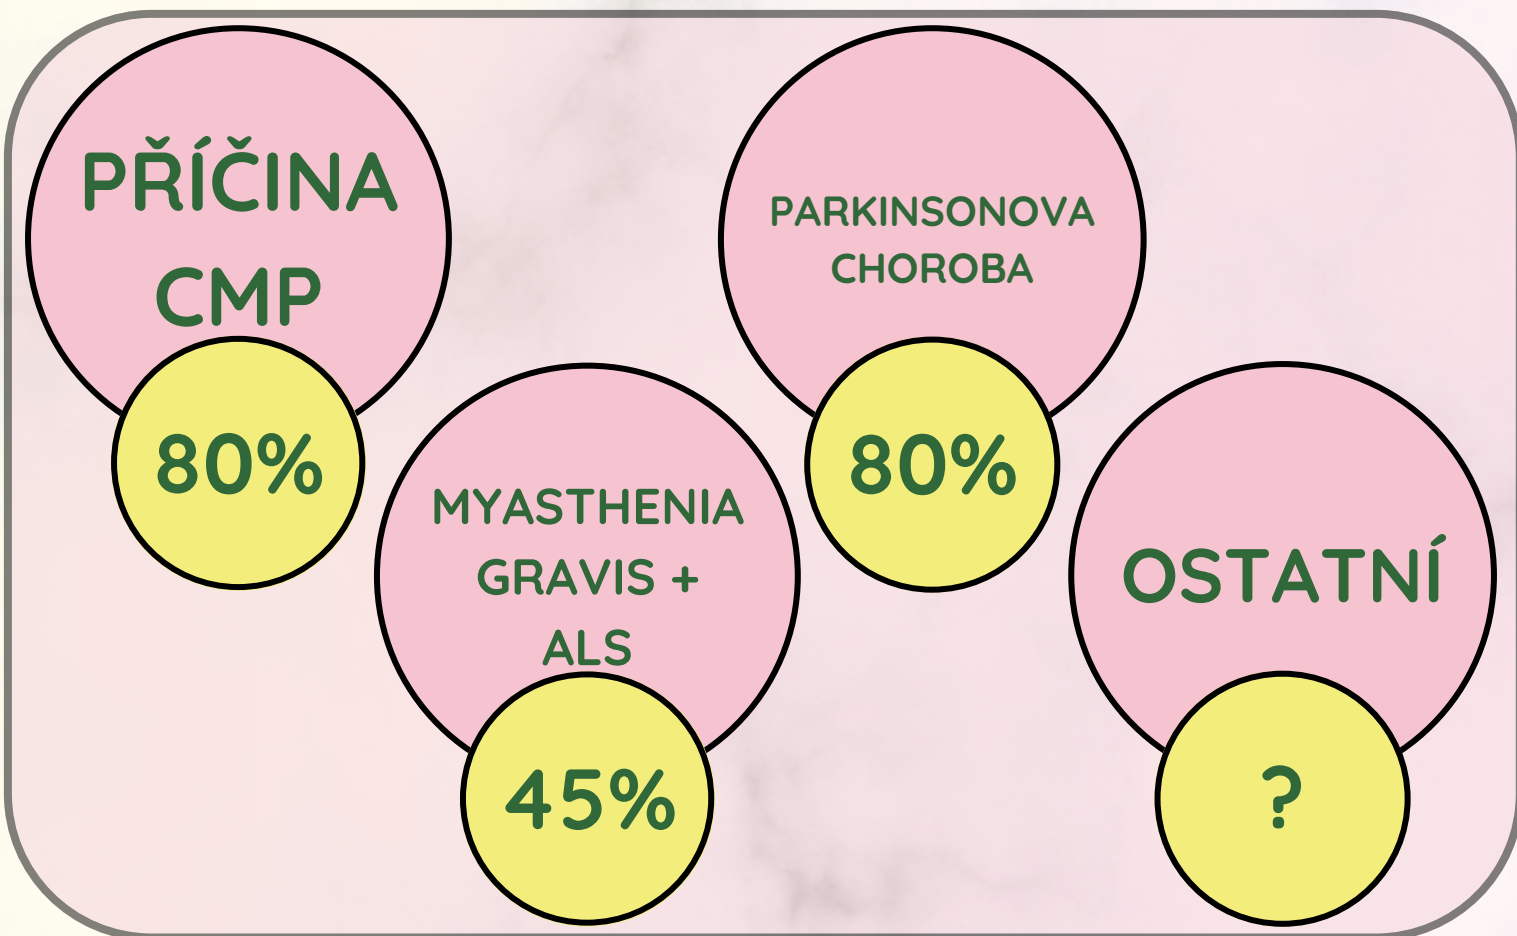 PŘÍČINA
CMP
80%
MYASTHENIA
GRAVIS +
ALS
45%
PARKINSONOVA
CHOROBA
80%
OSTATNÍ
?